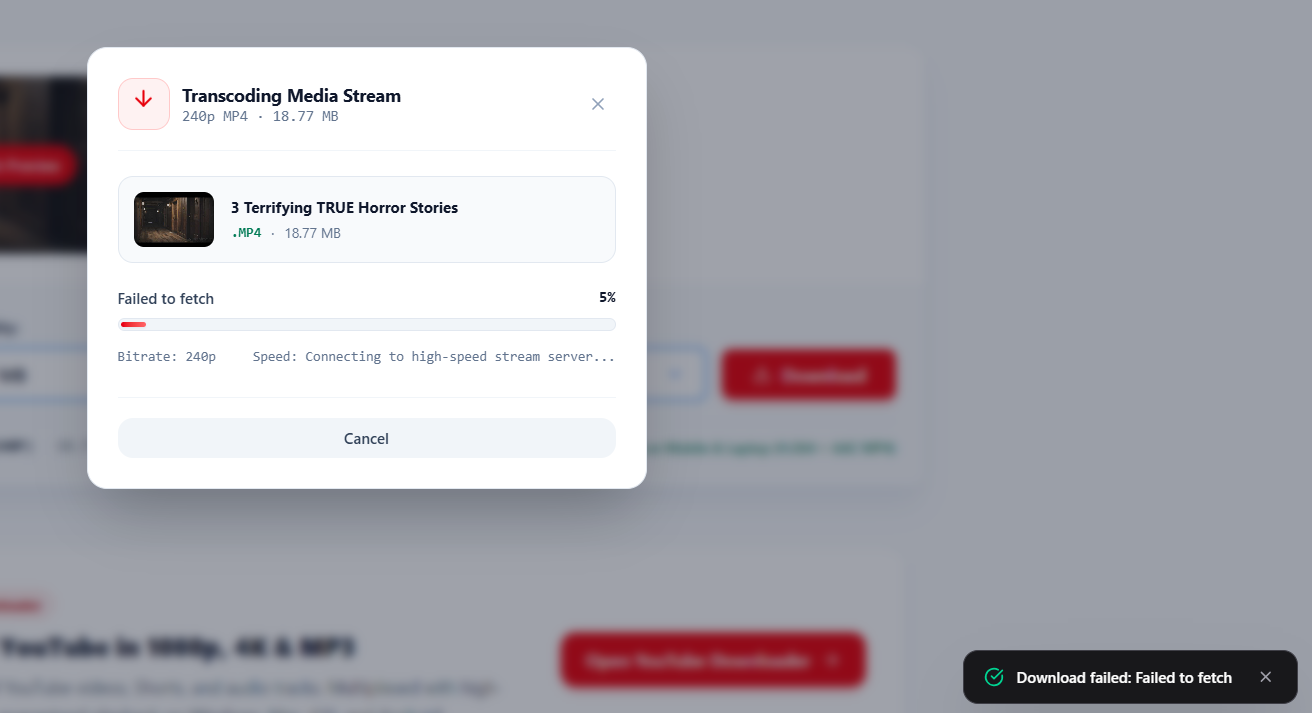 Transcoding Media Stream
240p MP4 · 18.77 MB
3 Terrifying TRUE Horror Stories
.MP4 · 18.77 MB
Failed to fetch 5%
Bitrate: 240p Speed: Connecting to high-speed stream server...
Cancel
Download
YouTube in 1080p, 4K & MP3
Open YouTube Downloader
Download failed: Failed to fetch